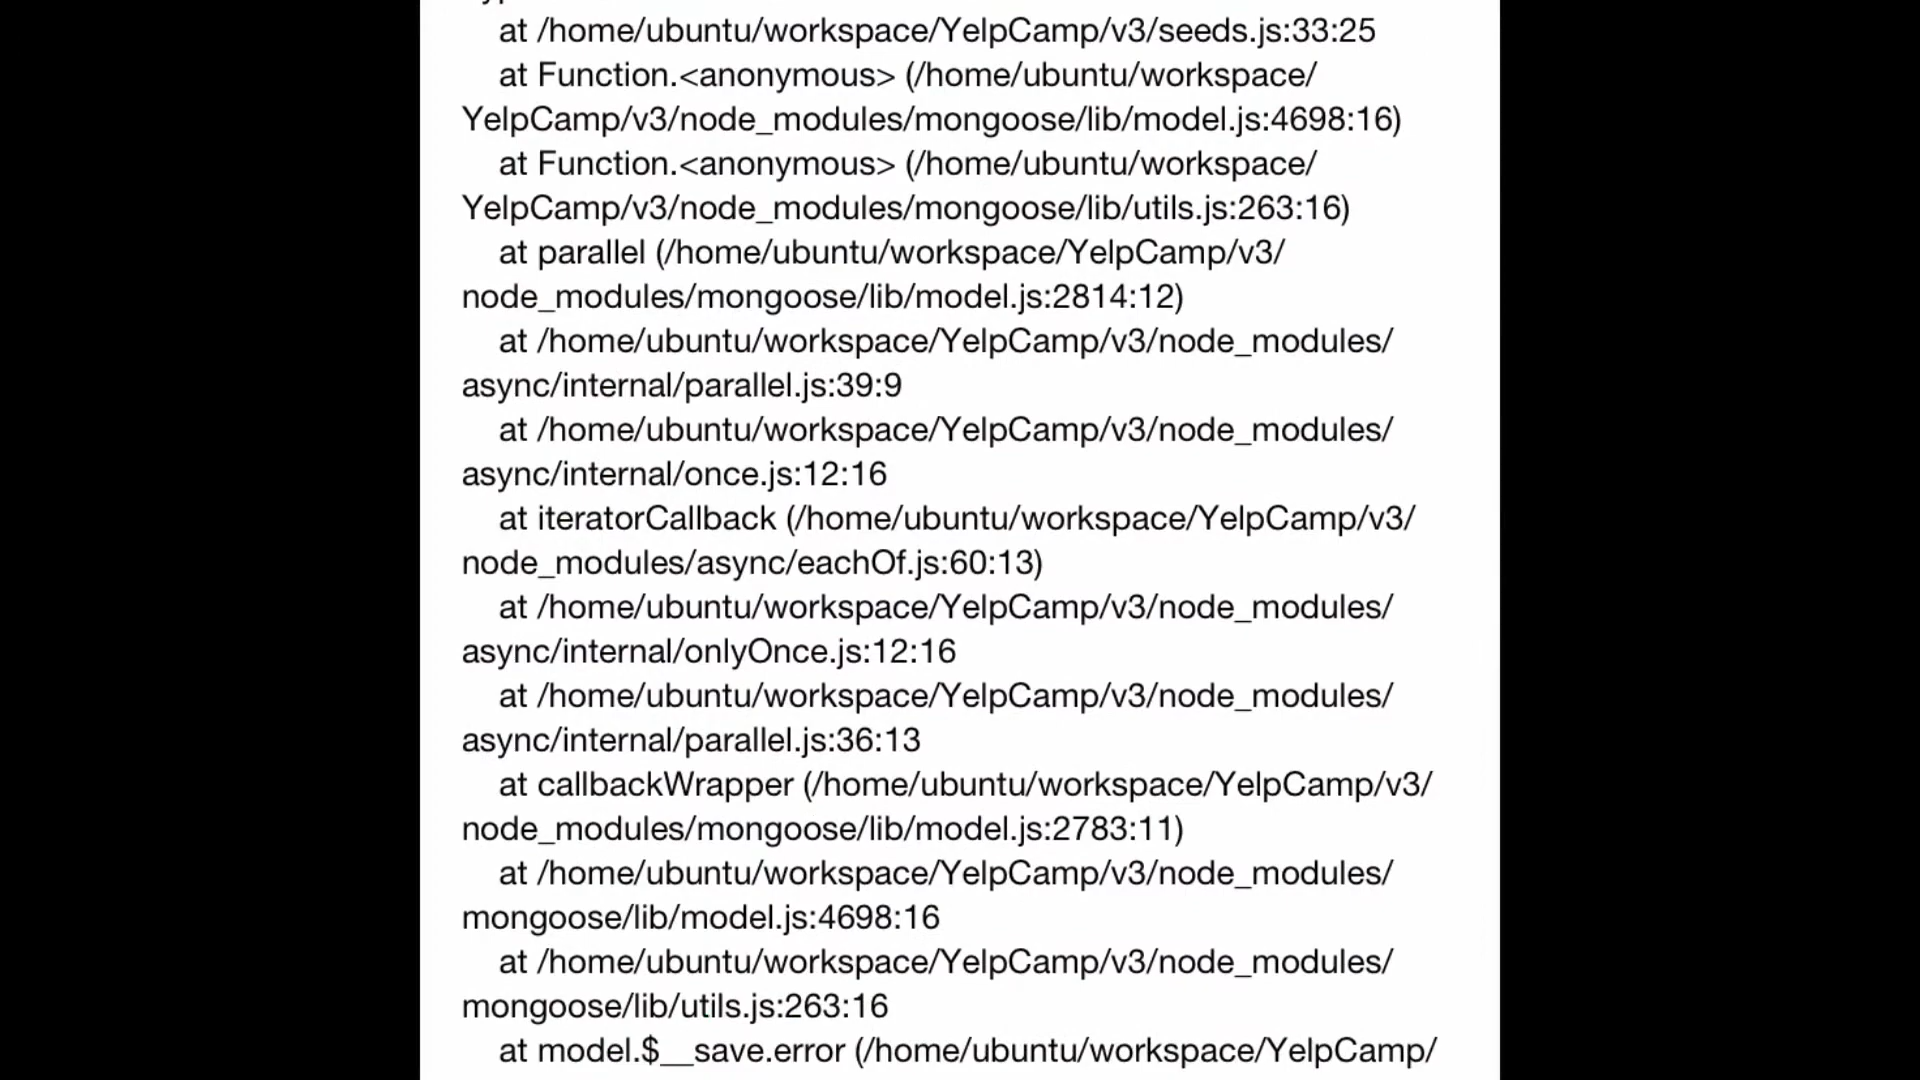 at /home/ubuntu/workspace/YelpCamp/v3/seeds.js:33:25
at Function.<anonymous> (/home/ubuntu/workspace/
YelpCamp/v3/node_modules/mongoose/lib/model.js:4698:16)
at Function.<anonymous> (/home/ubuntu/workspace/
YelpCamp/v3/node_modules/mongoose/lib/utils.js:263:16)
at parallel (/home/ubuntu/workspace/YelpCamp/v3/
node_modules/mongoose/lib/model.js:2814:12)
at /home/ubuntu/workspace/YelpCamp/v3/node_modules/
async/internal/parallel.js:39:9
at /home/ubuntu/workspace/YelpCamp/v3/node_modules/
async/internal/once.js:12:16
at iteratorCallback (/home/ubuntu/workspace/YelpCamp/v3/
node_modules/async/eachOf.js:60:13)
at /home/ubuntu/workspace/YelpCamp/v3/node_modules/
async/internal/onlyOnce.js:12:16
at /home/ubuntu/workspace/YelpCamp/v3/node_modules/
async/internal/parallel.js:36:13
at callbackWrapper (/home/ubuntu/workspace/YelpCamp/v3/
node_modules/mongoose/lib/model.js:2783:11)
at /home/ubuntu/workspace/YelpCamp/v3/node_modules/
mongoose/lib/model.js:4698:16
at /home/ubuntu/workspace/YelpCamp/v3/node_modules/
mongoose/lib/utils.js:263:16
at model.$__save.error (/home/ubuntu/workspace/YelpCamp/